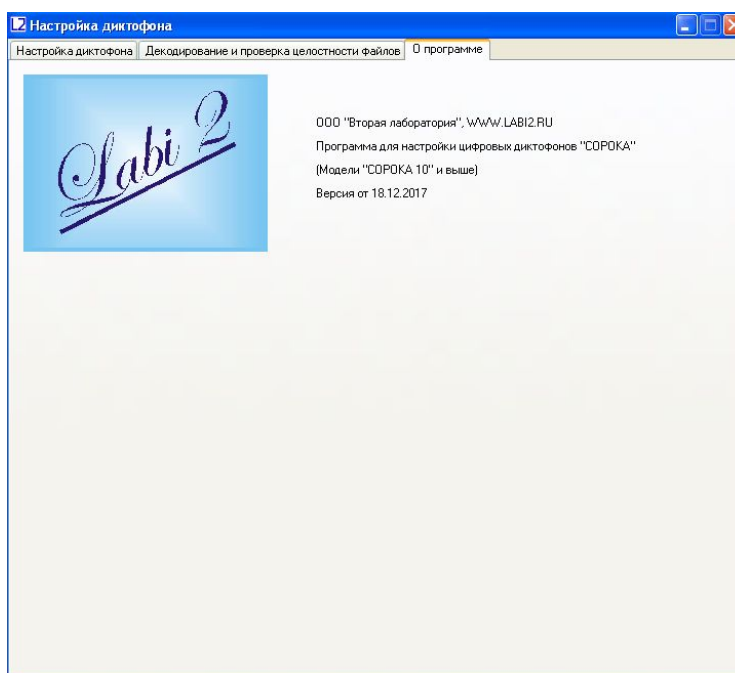 Настройка диктофона
Настройка диктофона
Декодирование и проверка целостности файлов
О программе
Labi 2
ООО "Вторая лаборатория", WWW.LABI2.RU
Программа для настройки цифровых диктофонов "СОРОКА"
(Модели "СОРОКА 10" и выше)
Версия от 18.12.2017